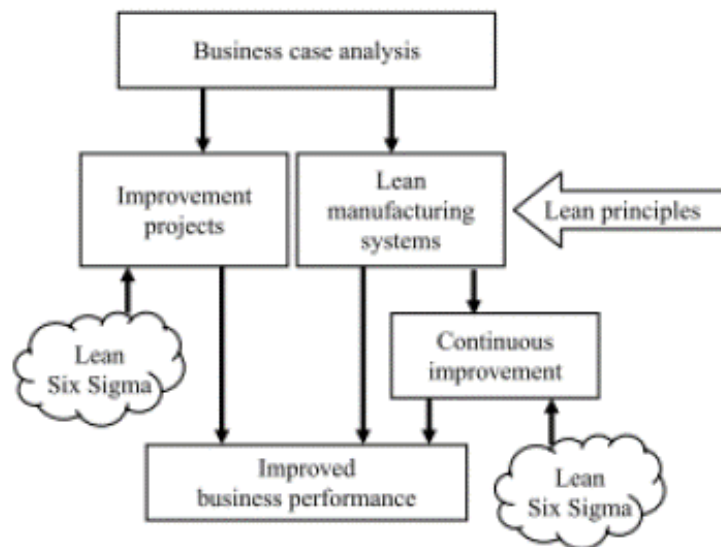 Business case analysis
Improvement
projects
Lean
manufacturing
systems
Lean principles
Lean
Six Sigma
Continuous
improvement
Improved
business performance
Lean
Six Sigma